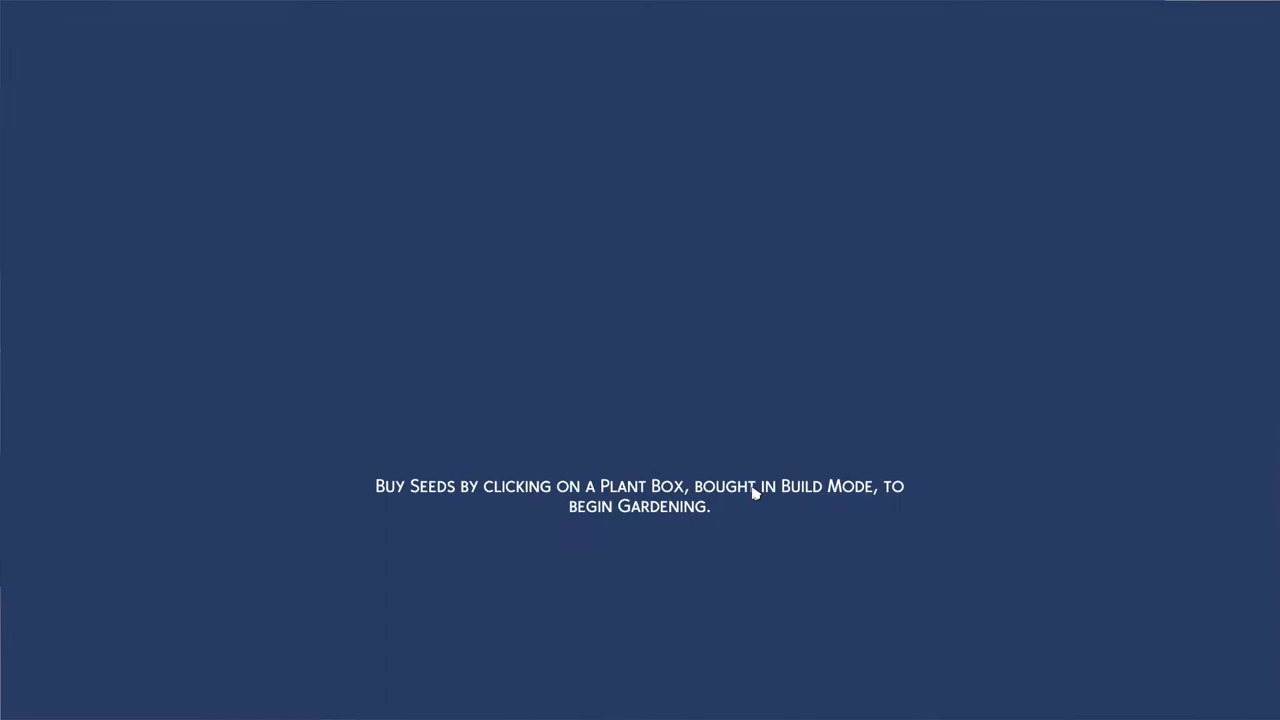 Buy Seeds by clicking on a Plant Box, bought in Build Mode, to
begin Gardening.